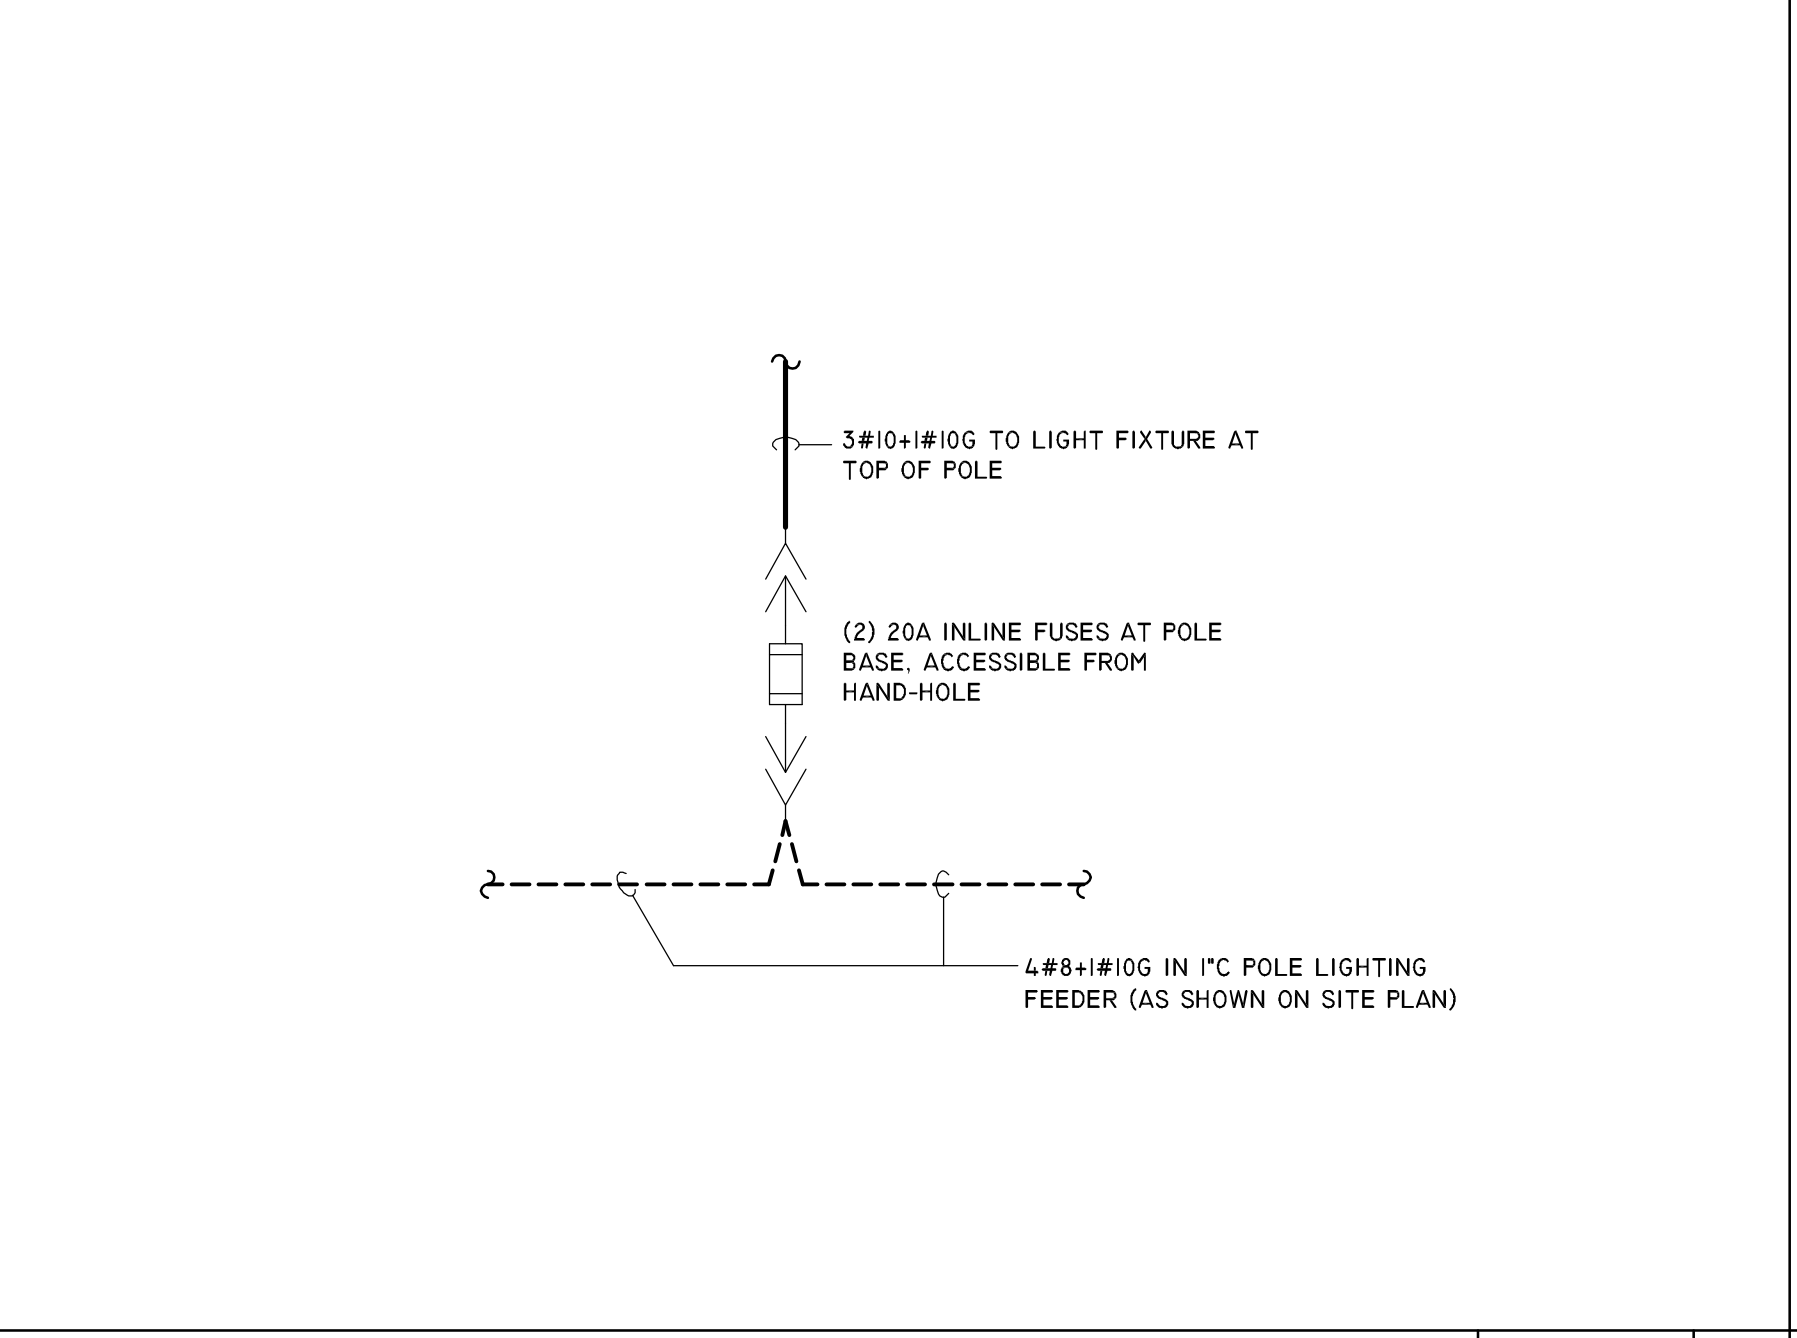 3#10+1#10G TO LIGHT FIXTURE AT
TOP OF POLE
(2) 20A INLINE FUSES AT POLE
BASE, ACCESSIBLE FROM
HAND-HOLE
4#8+1#10G IN 1"C POLE LIGHTING
FEEDER (AS SHOWN ON SITE PLAN)